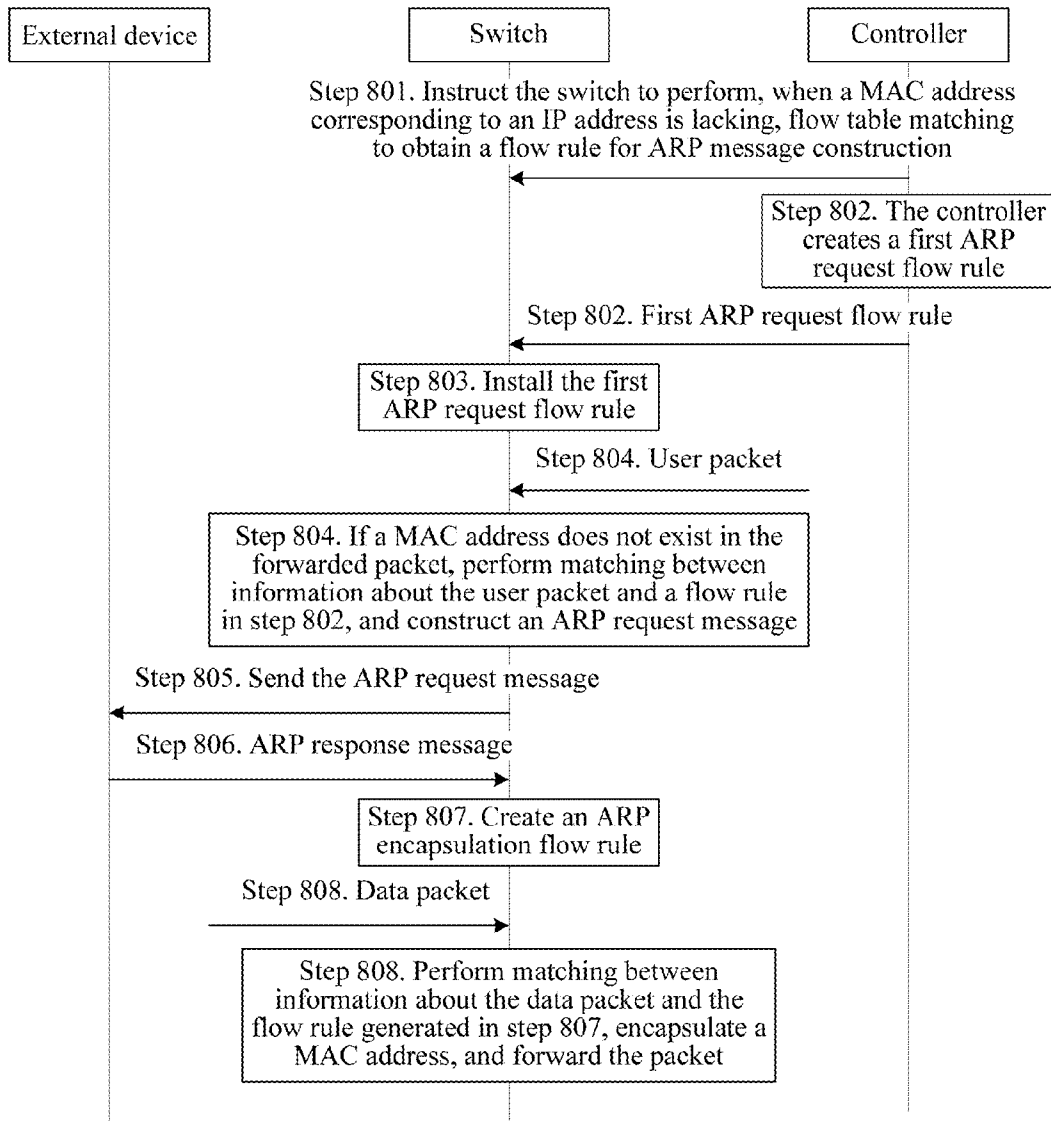 External device
Switch
Controller
Step 801. Instruct the switch to perform, when a MAC address
corresponding to an IP address is lacking, flow table matching
to obtain a flow rule for ARP message construction
Step 802. The controller
creates a first ARP
request flow rule
Step 802. First ARP request flow rule
Step 803. Install the first
ARP request flow rule
Step 804. User packet
Step 804. If a MAC address does not exist in the
forwarded packet, perform matching between
information about the user packet and a flow rule
in step 802, and construct an ARP request message
Step 805. Send the ARP request message
Step 806. ARP response message
Step 807. Create an ARP
encapsulation flow rule
Step 808. Data packet
Step 808. Perform matching between
information about the data packet and the
flow rule generated in step 807, encapsulate a
MAC address, and forward the packet